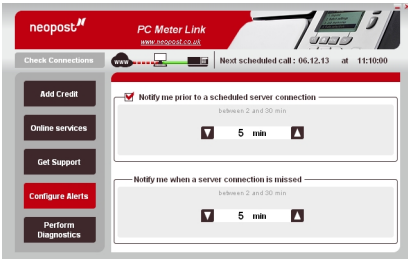 neopost
PC Meter Link
www.neopost.co.uk
Check Connections
www
Next scheduled call : 06.12.13 at 11:10:00
Add Credit
Online services
Get Support
Configure Alerts
Perform
Diagnostics
Notify me prior to a scheduled server connection
between 2 and 30 min
5 min
Notify me when a server connection is missed
between 2 and 30 min
5 min